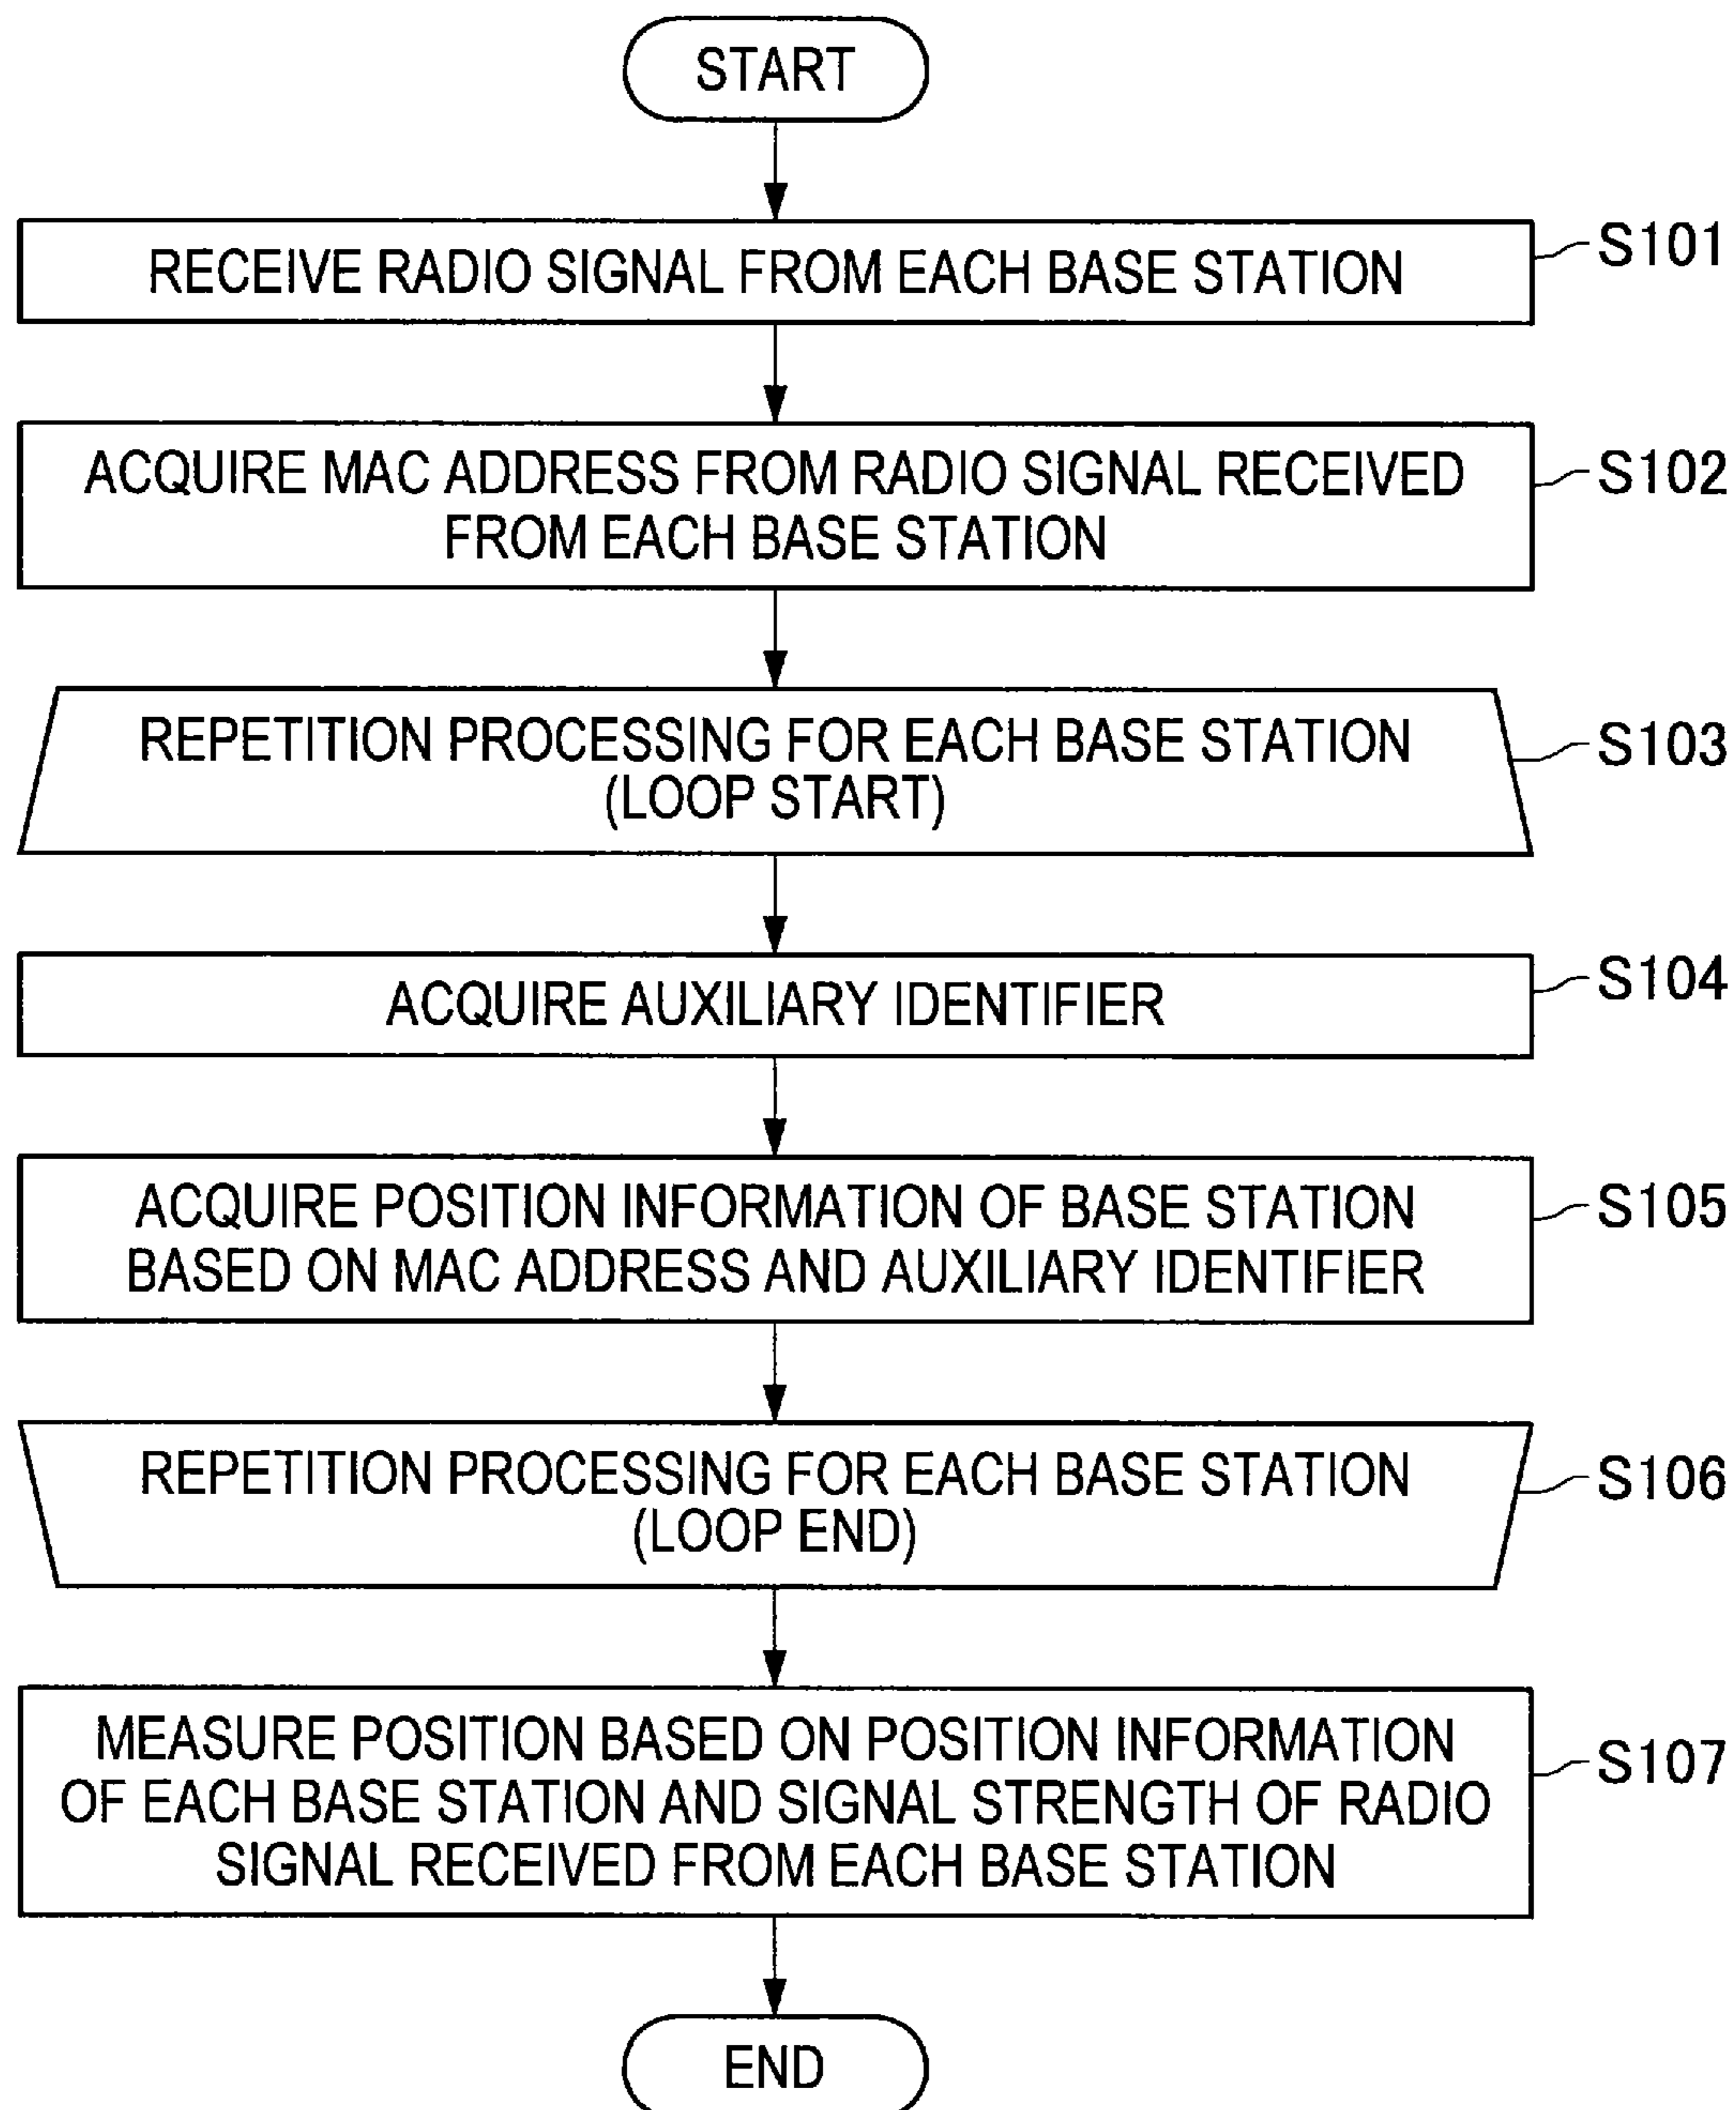 START
RECEIVE RADIO SIGNAL FROM EACH BASE STATION
S101
ACQUIRE MAC ADDRESS FROM RADIO SIGNAL RECEIVED
FROM EACH BASE STATION
S102
REPETITION PROCESSING FOR EACH BASE STATION
(LOOP START)
S103
ACQUIRE AUXILIARY IDENTIFIER
S104
ACQUIRE POSITION INFORMATION OF BASE STATION
BASED ON MAC ADDRESS AND AUXILIARY IDENTIFIER
S105
REPETITION PROCESSING FOR EACH BASE STATION
(LOOP END)
S106
MEASURE POSITION BASED ON POSITION INFORMATION
OF EACH BASE STATION AND SIGNAL STRENGTH OF RADIO
SIGNAL RECEIVED FROM EACH BASE STATION
S107
END